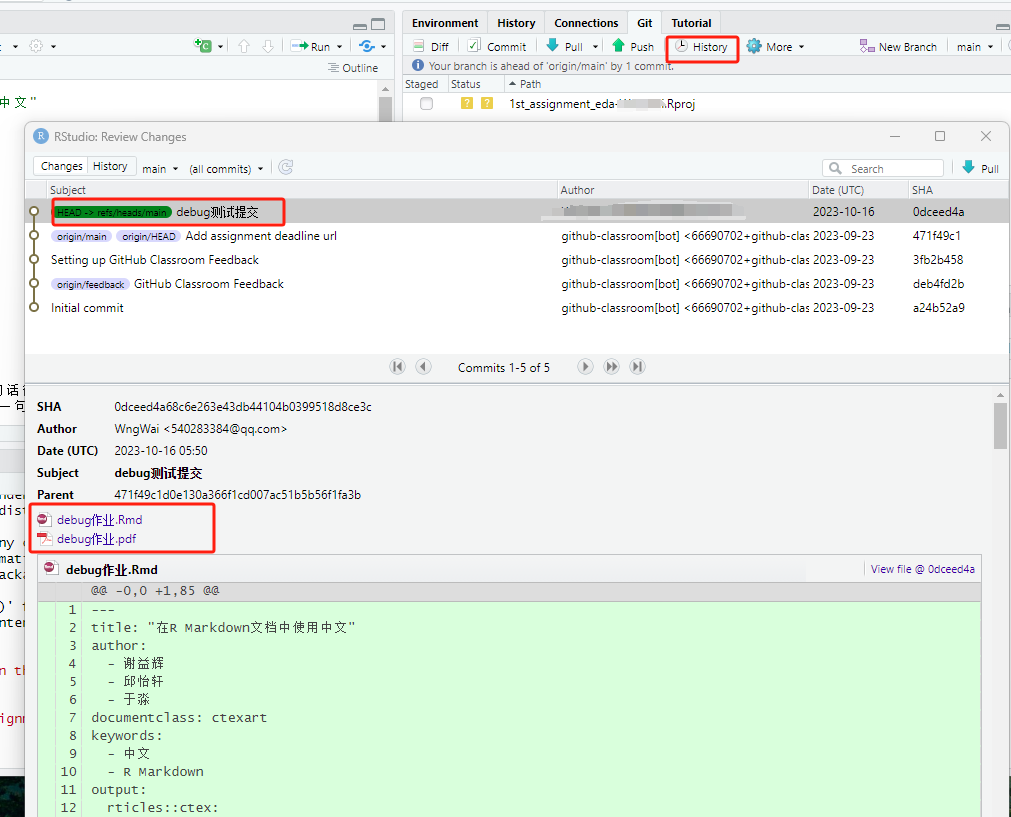 Environment History Connections Git Tutorial
Run Diff Commit Pull Push History More New Branch main
Outline Your branch is ahead of 'origin/main' by 1 commit.
Staged Status Path
中文"
1st_assignment_eda- .Rproj
R RStudio: Review Changes
Changes History main (all commits) Search Pull
Subject Author Date (UTC) SHA
HEAD -> refs/heads/main debug测试提交 2023-10-16 0dceed4a
origin/main origin/HEAD Add assignment deadline url github-classroom[bot] <66690702+github-clas 2023-09-23 471f49c1
Setting up GitHub Classroom Feedback github-classroom[bot] <66690702+github-clas 2023-09-23 3fb2b458
origin/feedback GitHub Classroom Feedback github-classroom[bot] <66690702+github-clas 2023-09-23 deb4fd2b
Initial commit github-classroom[bot] <66690702+github-clas 2023-09-23 a24b52a9
Commits 1-5 of 5
SHA 0dceed4a68c6e263e43db44104b0399518d8ce3c
Author WngWai <540283384@qq.com>
Date (UTC) 2023-10-16 05:50
Subject debug测试提交
Parent 471f49c1d0e130a366f1cd007ac51b5b56f1fa3b
debug作业.Rmd
debug作业.pdf
debug作业.Rmd View file @ 0dceed4a
@@ -0,0 +1,85 @@
1 ---
2 title: "在R Markdown文档中使用中文"
3 author:
4 - 谢益辉
5 - 邱怡轩
6 - 于淼
7 documentclass: ctexart
8 keywords:
9 - 中文
10 - R Markdown
11 output:
12 rticles::ctex: